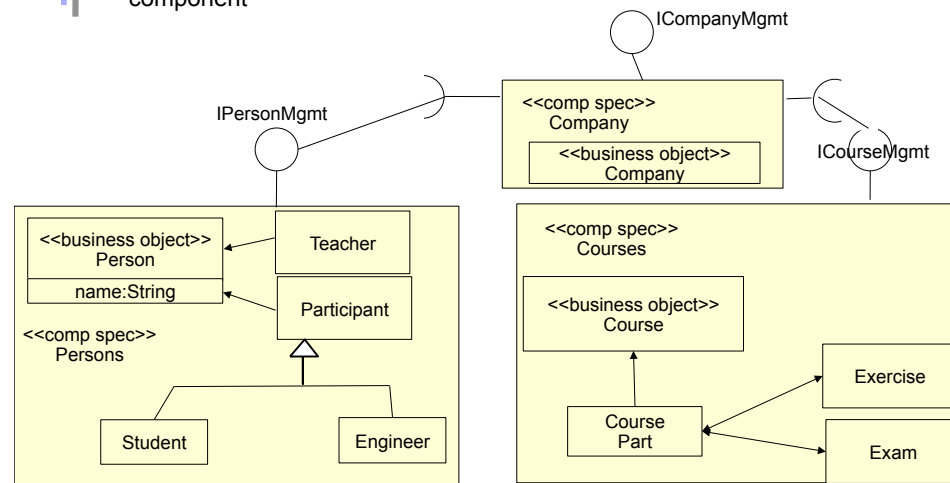 component
ICompanyMgmt
IPersonMgmt
<<comp spec>>
Company
<<business object>>
Company
ICourseMgmt
<<business object>>
Person
name:String
Teacher
Participant
<<comp spec>>
Persons
Student
Engineer
<<comp spec>>
Courses
<<business object>>
Course
Course
Part
Exercise
Exam